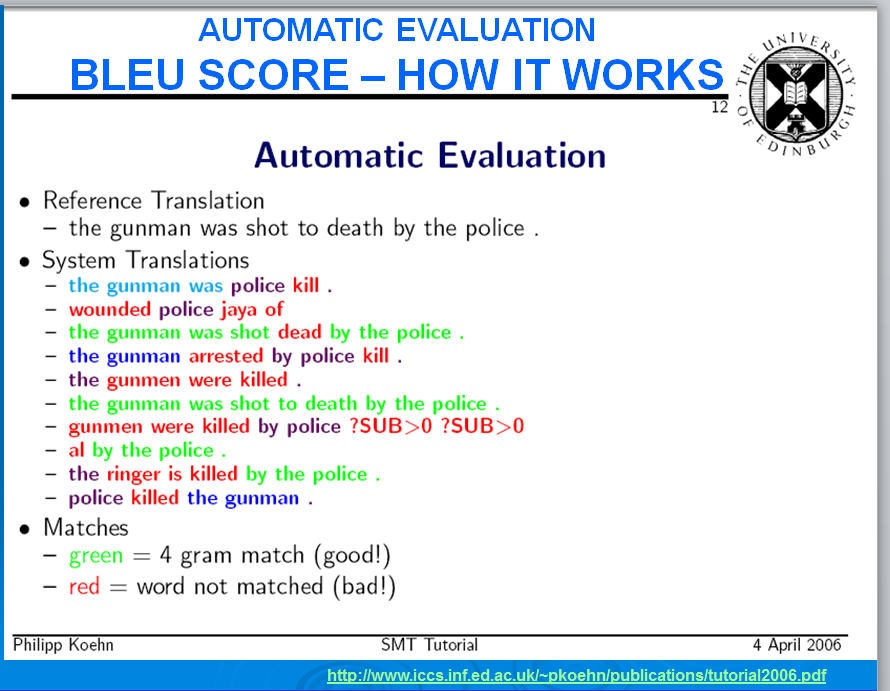 AUTOMATIC EVALUATION
BLEU SCORE – HOW IT WORKS
THE UNIVERSITY OF EDINBURGH
12
Automatic Evaluation
• Reference Translation
– the gunman was shot to death by the police .
• System Translations
– the gunman was police kill .
– wounded police jaya of
– the gunman was shot dead by the police .
– the gunman arrested by police kill .
– the gunmen were killed .
– the gunman was shot to death by the police .
– gunmen were killed by police ?SUB>0 ?SUB>0
– al by the police .
– the ringer is killed by the police .
– police killed the gunman .
• Matches
– green = 4 gram match (good!)
– red = word not matched (bad!)
Philipp Koehn SMT Tutorial 4 April 2006
http://www.iccs.inf.ed.ac.uk/~pkoehn/publications/tutorial2006.pdf